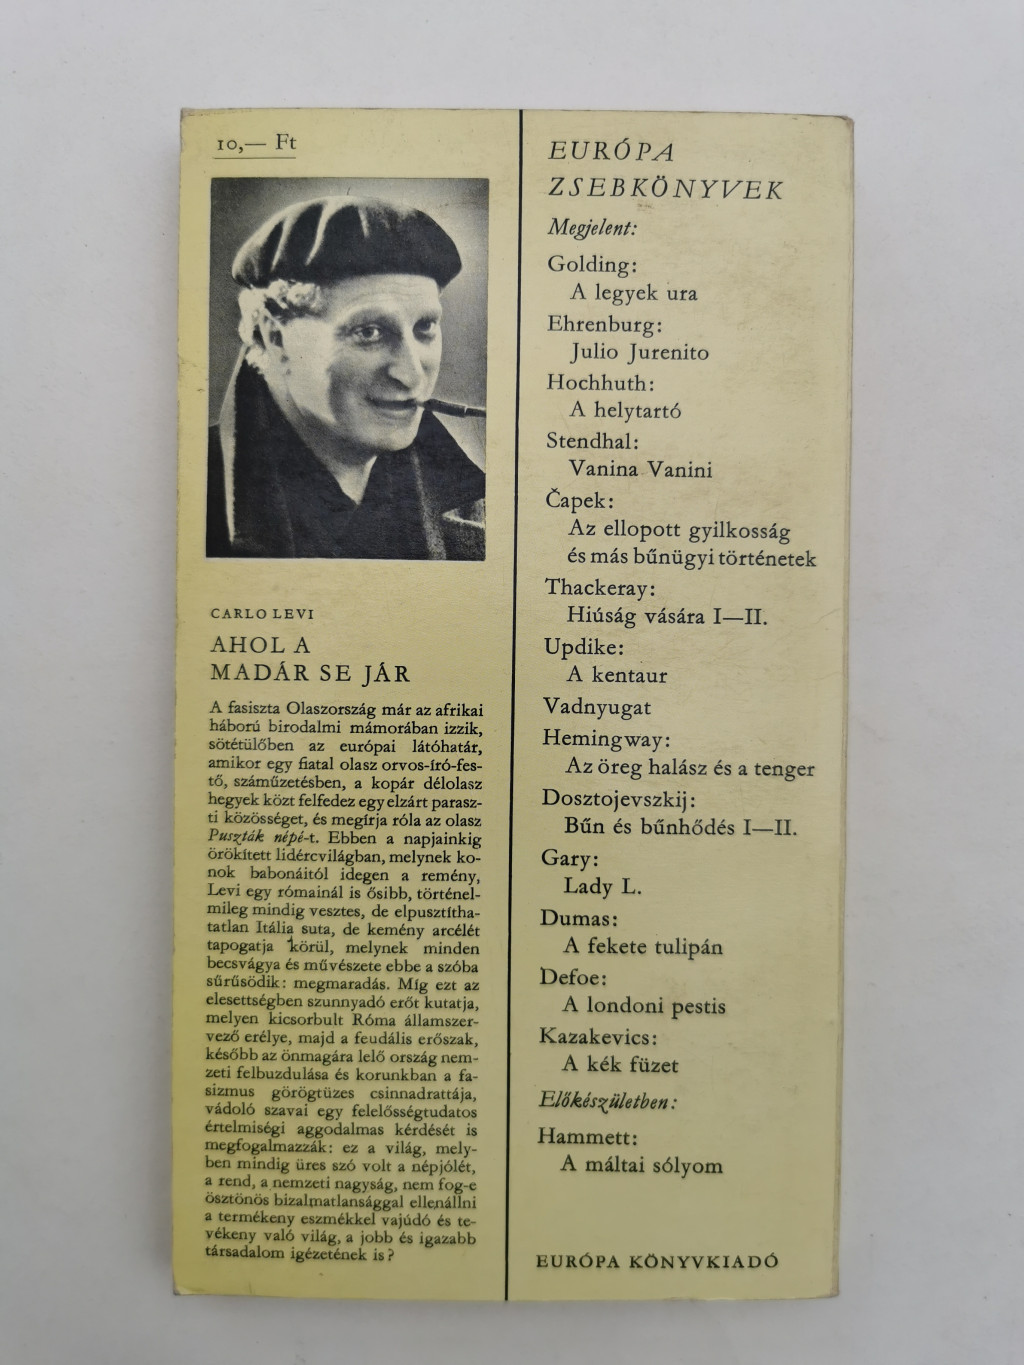 10,— Ft
CARLO LEVI
AHOL A
MADÁR SE JÁR
A fasiszta Olaszország már az afrikai
háború birodalmi mámorában izzik,
sötétülőben az európai látóhatár,
amikor egy fiatal olasz orvos-író-fes-
tő, száműzetésben, a kopár délolasz
hegyek közt felfedez egy elzárt parasz-
ti közösséget, és megírja róla az olasz
Puszták népé-t. Ebben a napjainkig
örökített lidércvilágban, melynek ko-
nok babonáitól idegen a remény,
Levi egy rómainál is ősibb, történel-
mileg mindig vesztes, de elpusztítha-
tatlan Itália suta, de kemény arcélét
tapogatja körül, melynek minden
becsvágya és művészete ebbe a szóba
sűrűsödik: megmaradás. Míg ezt az
elesettségben szunnyadó erőt kutatja,
melyen kicsorbult Róma államszer-
vező erélye, majd a feudális erőszak,
később az önmagára lelő ország nem-
zeti felbuzdulása és korunkban a fa-
sizmus görögtüzes csinnadrattája,
vádoló szavai egy felelősségtudatos
értelmiségi aggodalmas kérdését is
megfogalmazzák: ez a világ, mely-
ben mindig üres szó volt a népjólét,
a rend, a nemzeti nagyság, nem fog-e
ösztönös bizalmatlansággal ellenállni
a termékeny eszmékkel vajúdó és te-
vékeny való világ, a jobb és igazabb
társadalom igézetének is?
EURÓPA
ZSEBKÖNYVEK
Megjelent:
Golding:
A legyek ura
Ehrenburg:
Julio Jurenito
Hochhuth:
A helytartó
Stendhal:
Vanina Vanini
Čapek:
Az ellopott gyilkosság
és más bűnügyi történetek
Thackeray:
Hiúság vására I—II.
Updike:
A kentaur
Vadnyugat
Hemingway:
Az öreg halász és a tenger
Dosztojevszkij:
Bűn és bűnhődés I—II.
Gary:
Lady L.
Dumas:
A fekete tulipán
Defoe:
A londoni pestis
Kazakevics:
A kék füzet
Előkészületben:
Hammett:
A máltai sólyom
EURÓPA KÖNYVKIADÓ